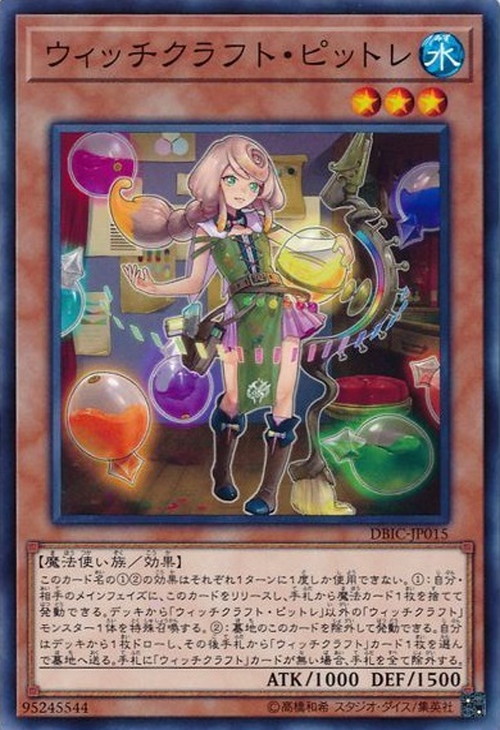 ウィッチクラフト・ピットレ
水
DBIC-JP015
【魔法使い族／効果】
このカード名の①②の効果はそれぞれ１ターンに１度しか使用できない。①：自分・
相手のメインフェイズに、このカードをリリースし、手札から魔法カード１枚を捨てて
発動できる。デッキから「ウィッチクラフト・ピットレ」以外の「ウィッチクラフト」
モンスター１体を特殊召喚する。②：墓地のこのカードを除外して発動できる。自分
はデッキから１枚ドローし、その後手札から「ウィッチクラフト」カード１枚を選ん
で墓地へ送る。手札に「ウィッチクラフト」カードが無い場合、手札を全て除外する。
ATK/1000 DEF/1500
95245544
©高橋和希 スタジオ・ダイス/集英社